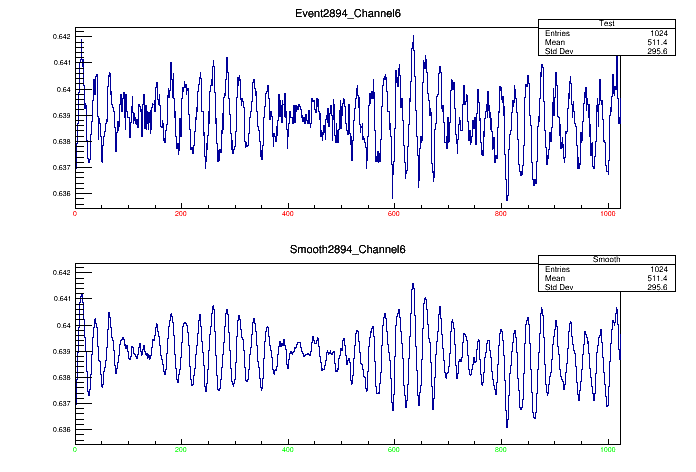 Event2894_Channel6
Test
Entries 1024
Mean 511.4
Std Dev 295.6
0.642
0.641
0.64
0.639
0.638
0.637
0.636
0 200 400 600 800 1000
Smooth2894_Channel6
Smooth
Entries 1024
Mean 511.4
Std Dev 295.6
0.642
0.641
0.64
0.639
0.638
0.637
0.636
0 200 400 600 800 1000